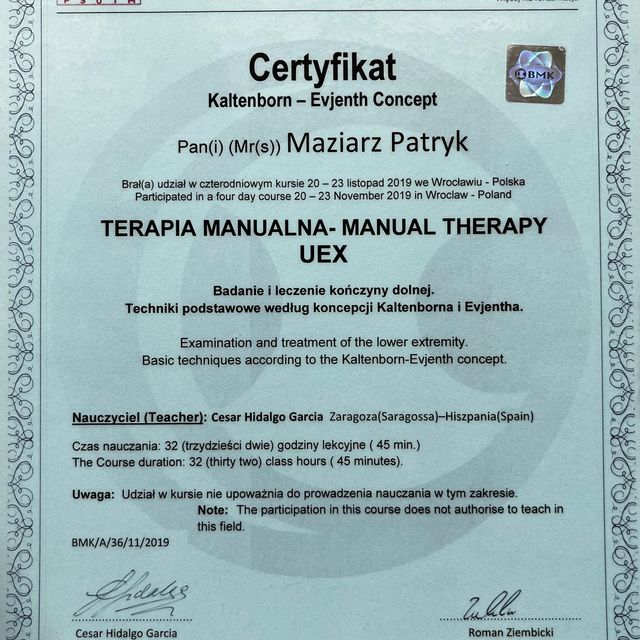 Certyfikat
Kaltenborn – Evjenth Concept
BMK
Pan(i) (Mr(s)) Maziarz Patryk
Brał(a) udział w czterodniowym kursie 20 – 23 listopad 2019 we Wrocławiu - Polska
Participated in a four day course 20 – 23 November 2019 in Wroclaw - Poland
TERAPIA MANUALNA- MANUAL THERAPY
UEX
Badanie i leczenie kończyny dolnej.
Techniki podstawowe według koncepcji Kaltenborna i Evjentha.
Examination and treatment of the lower extremity.
Basic techniques according to the Kaltenborn-Evjenth concept.
Nauczyciel (Teacher): Cesar Hidalgo Garcia Zaragoza(Saragossa)–Hiszpania(Spain)
Czas nauczania: 32 (trzydzieści dwie) godziny lekcyjne ( 45 min.)
The Course duration: 32 (thirty two) class hours ( 45 minutes).
Uwaga: Udział w kursie nie upoważnia do prowadzenia nauczania w tym zakresie.
Note: The participation in this course does not authorise to teach in
this field.
BMK/A/36/11/2019
Cesar Hidalgo Garcia
Roman Ziembicki